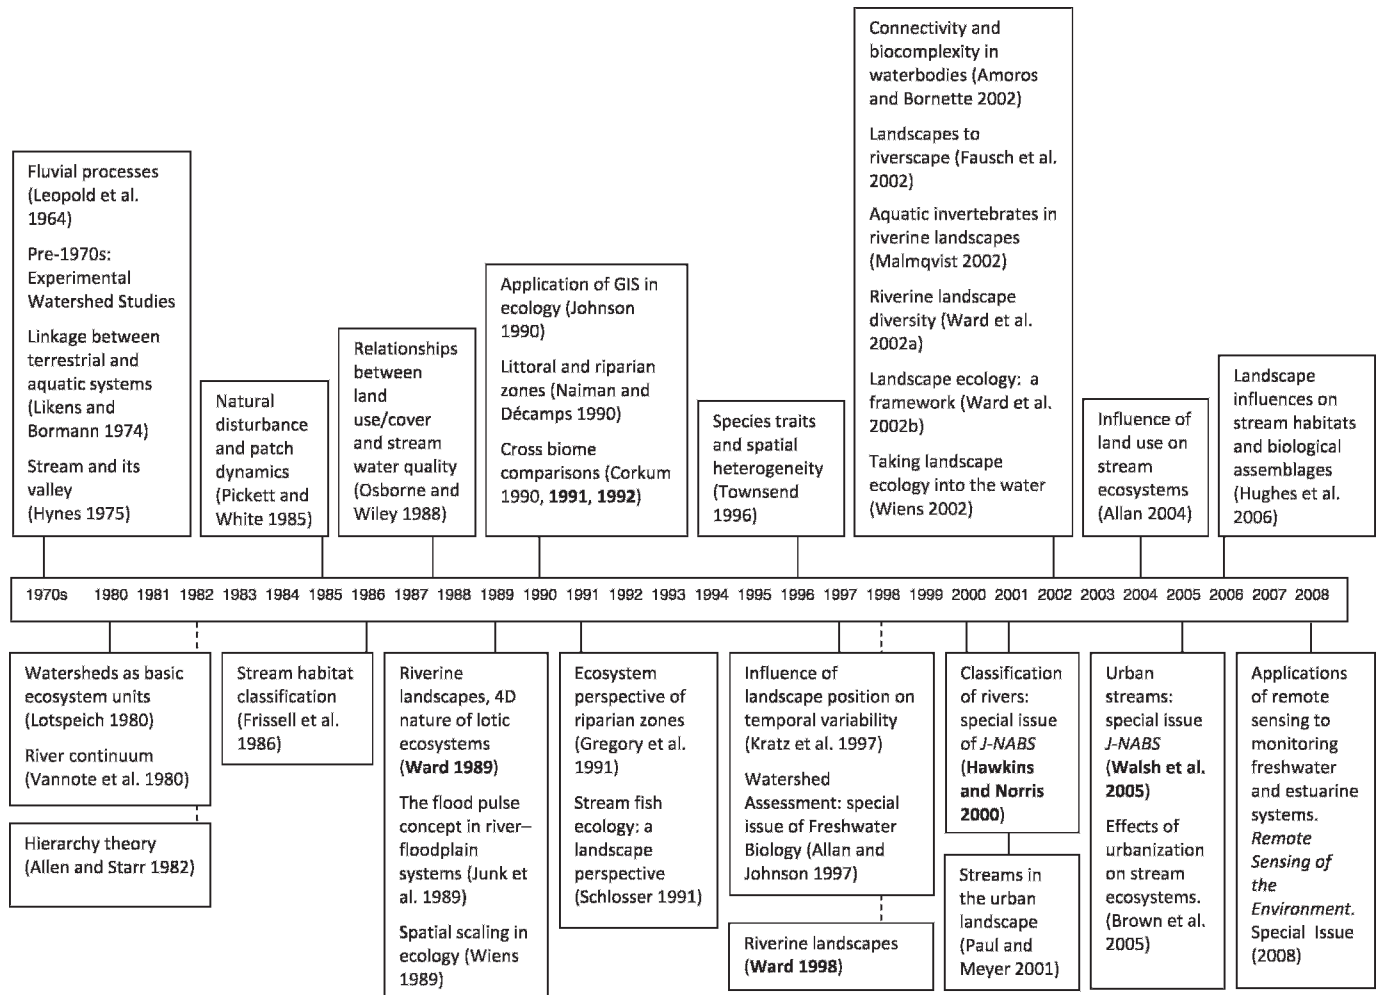 Fluvial processes
(Leopold et al.
1964)
Pre-1970s:
Experimental
Watershed Studies
Linkage between
terrestrial and
aquatic systems
(Likens and
Bormann 1974)
Stream and its
valley
(Hynes 1975)
Natural
disturbance
and patch
dynamics
(Pickett and
White 1985)
Relationships
between
land
use/cover
and stream
water quality
(Osborne and
Wiley 1988)
Application of GIS in
ecology (Johnson
1990)
Littoral and riparian
zones (Naiman and
Décamps 1990)
Cross biome
comparisons (Corkum
1990, 1991, 1992)
Species traits
and spatial
heterogeneity
(Townsend
1996)
Connectivity and
biocomplexity in
waterbodies (Amoros
and Bornette 2002)
Landscapes to
riverscape (Fausch et al.
2002)
Aquatic invertebrates in
riverine landscapes
(Malmqvist 2002)
Riverine landscape
diversity (Ward et al.
2002a)
Landscape ecology: a
framework (Ward et al.
2002b)
Taking landscape
ecology into the water
(Wiens 2002)
Influence of
land use on
stream
ecosystems
(Allan 2004)
Landscape
influences on
stream habitats
and biological
assemblages
(Hughes et al.
2006)
1970s 1980 1981 1982 1983 1984 1985 1986 1987 1988 1989 1990 1991 1992 1993 1994 1995 1996 1997 1998 1999 2000 2001 2002 2003 2004 2005 2006 2007 2008
Watersheds as basic
ecosystem units
(Lotspeich 1980)
River continuum
(Vannote et al. 1980)
Hierarchy theory
(Allen and Starr 1982)
Stream habitat
classification
(Frissell et al.
1986)
Riverine
landscapes, 4D
nature of lotic
ecosystems
(Ward 1989)
The flood pulse
concept in river–
floodplain
systems (Junk et
al. 1989)
Spatial scaling in
ecology (Wiens
1989)
Ecosystem
perspective of
riparian zones
(Gregory et al.
1991)
Stream fish
ecology: a
landscape
perspective
(Schlosser 1991)
Influence of
landscape position on
temporal variability
(Kratz et al. 1997)
Watershed
Assessment: special
issue of Freshwater
Biology (Allan and
Johnson 1997)
Riverine landscapes
(Ward 1998)
Classification
of rivers:
special issue
of J-NABS
(Hawkins
and Norris
2000)
Streams in
the urban
landscape
(Paul and
Meyer 2001)
Urban
streams:
special issue
J-NABS
(Walsh et al.
2005)
Effects of
urbanization
on stream
ecosystems.
(Brown et al.
2005)
Applications
of remote
sensing to
monitoring
freshwater
and estuarine
systems.
Remote
Sensing of
the
Environment.
Special Issue
(2008)